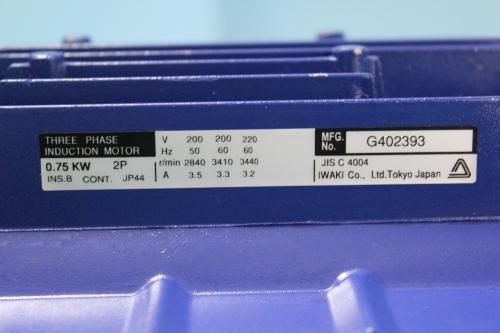 THREE PHASE
INDUCTION MOTOR
0.75 KW 2P
INS.B CONT. JP44
V 200 200 220
Hz 50 60 60
r/min 2840 3410 3440
A 3.5 3.3 3.2
MFG. No. G402393
JIS C 4004
IWAKI Co., Ltd.Tokyo Japan